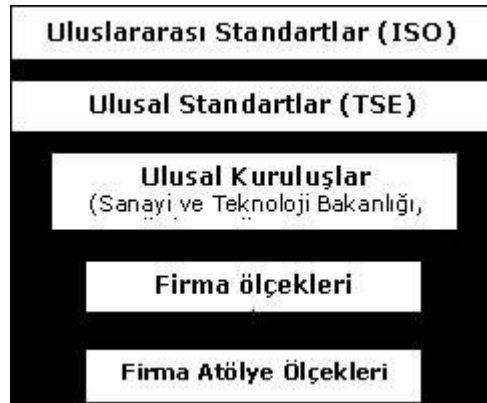 Uluslararası Standartlar (ISO)
Ulusal Standartlar (TSE)
Ulusal Kuruluşlar
(Sanayi ve Teknoloji Bakanlığı,
Firma ölçekleri
Firma Atölye Ölçekleri